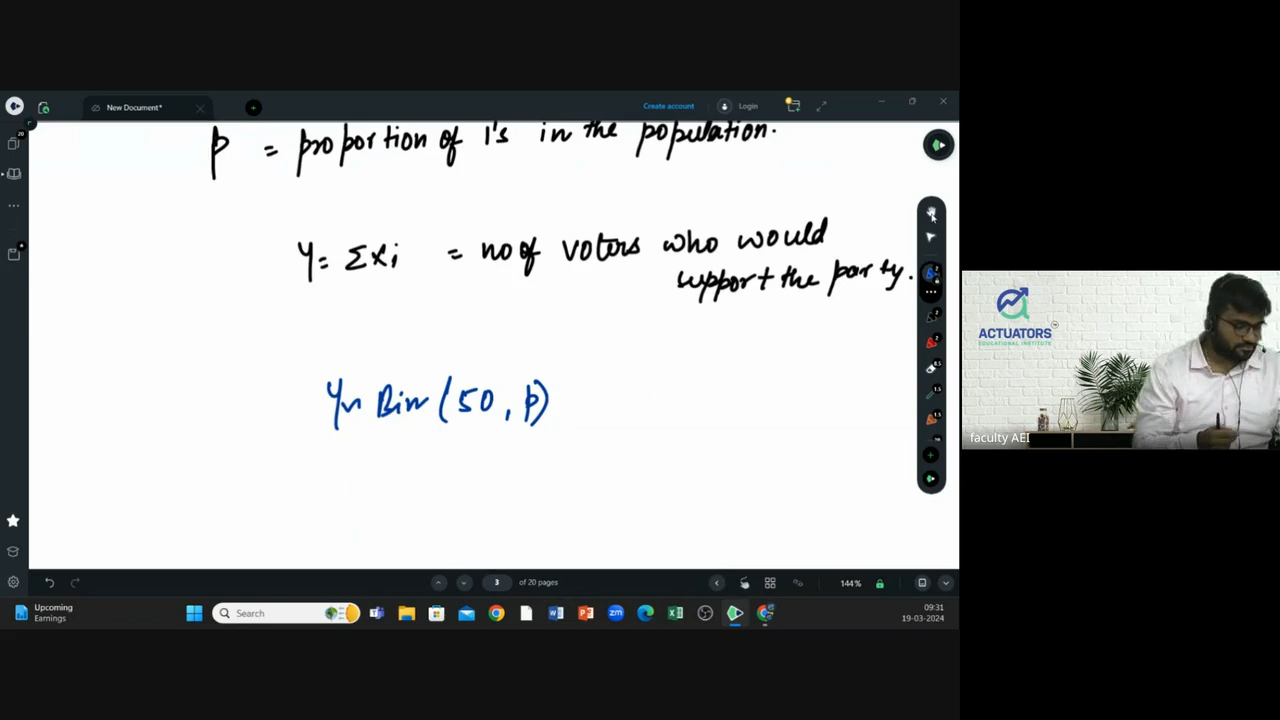 New Document*
Create account
Login
20
p = proportion of 1's in the population.
Y = Σxi = no of voters who would
support the party.
Y~ Bin (50, p)
ACTUATORS
EDUCATIONAL INSTITUTE
faculty AEI
3 of 20 pages
144%
Upcoming
Earnings
Search
09:31
19-03-2024